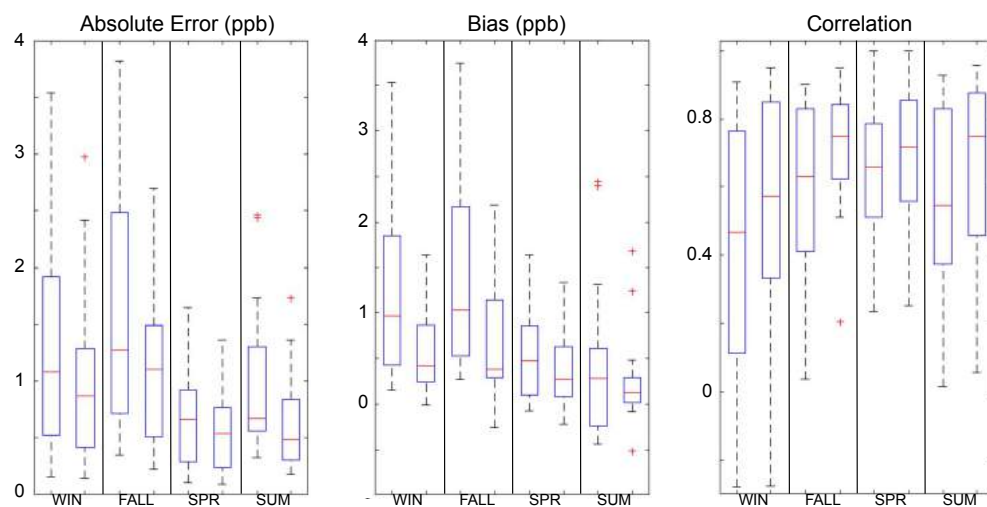 Absolute Error (ppb)
4
3
2
1
0
WIN FALL SPR SUM
Bias (ppb)
4
3
2
1
0
-
WIN FALL SPR SUM
Correlation
0.8
0.4
0
WIN FALL SPR SUM